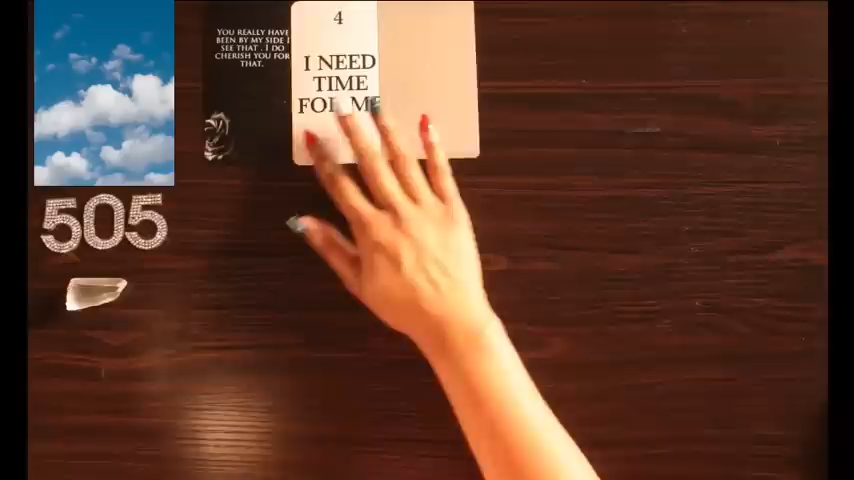 YOU REALLY HAVE
BEEN BY MY SIDE I
SEE THAT . I DO
CHERISH YOU FOR
THAT.
4
I NEED
TIME
FOR ME
505